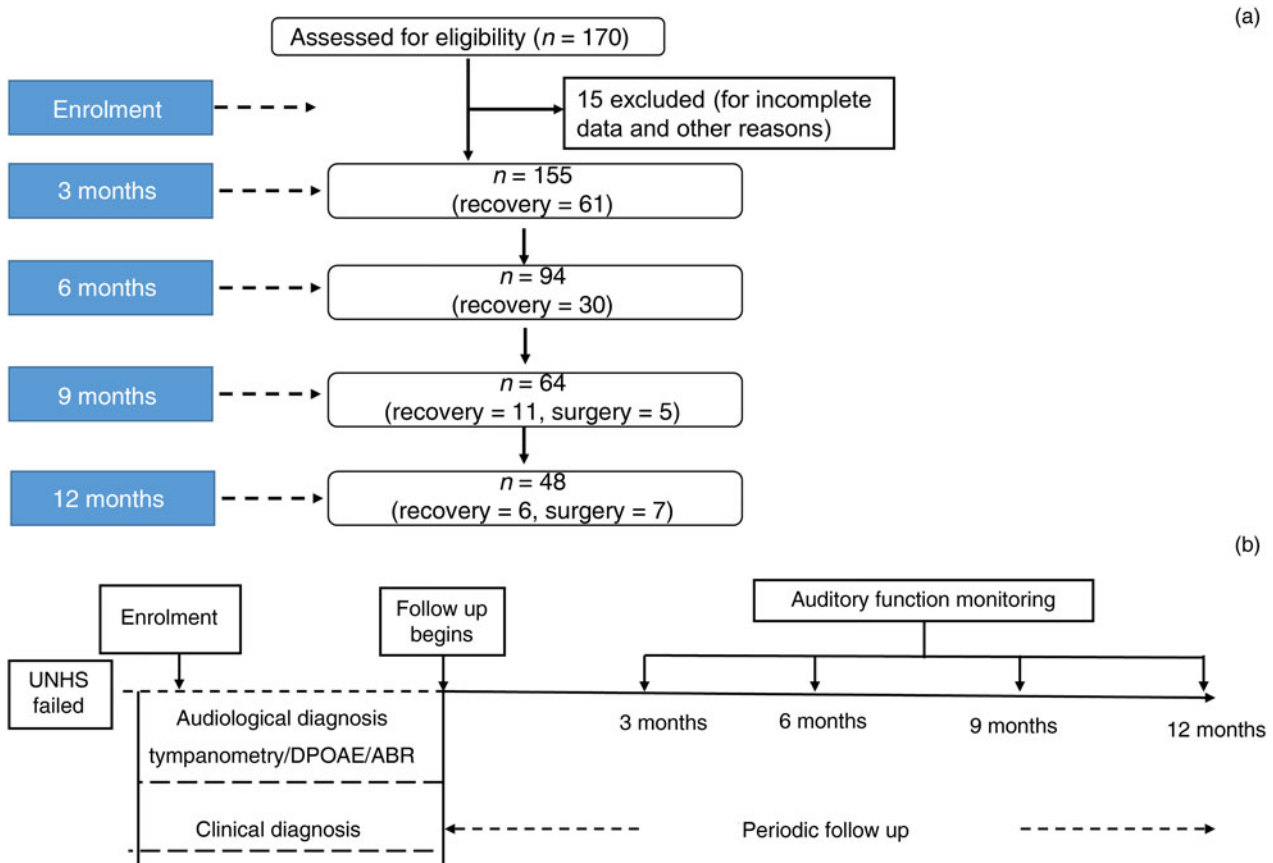 (a)
Assessed for eligibility (n = 170)
Enrolment
15 excluded (for incomplete
data and other reasons)
3 months
n = 155
(recovery = 61)
6 months
n = 94
(recovery = 30)
9 months
n = 64
(recovery = 11, surgery = 5)
12 months
n = 48
(recovery = 6, surgery = 7)
(b)
Enrolment
Follow up
begins
Auditory function monitoring
UNHS
failed
Audiological diagnosis
tympanometry/DPOAE/ABR
3 months
6 months
9 months
12 months
Clinical diagnosis
Periodic follow up